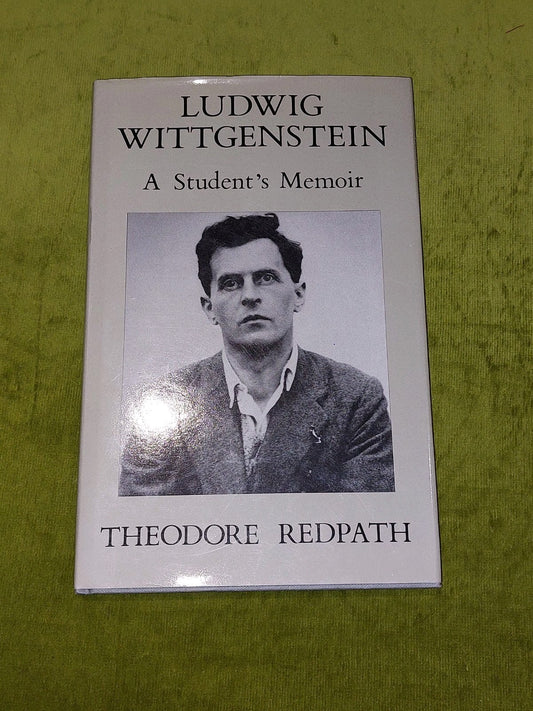 LUDWIG
WITTGENSTEIN
A Student's Memoir
THEODORE REDPATH